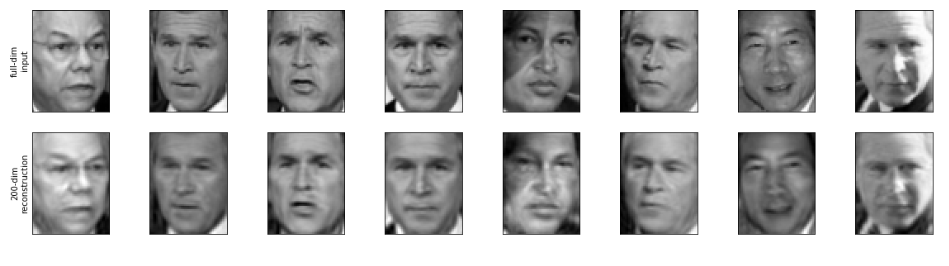 full-dim
input
200-dim
reconstruction